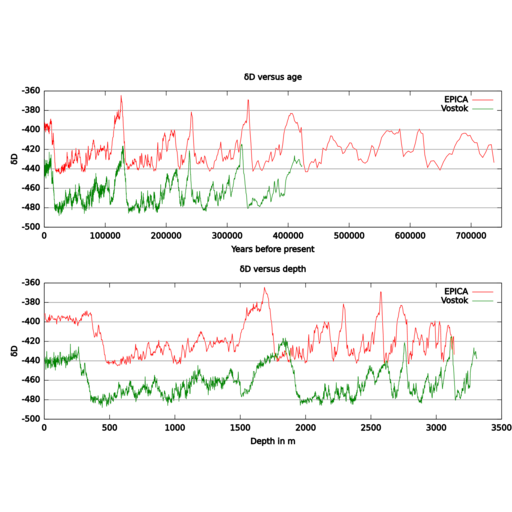 δD versus age
-360
-380
-400
-420
-440
-460
-480
-500
δD
EPICA
Vostok
0 100000 200000 300000 400000 500000 600000 700000
Years before present
δD versus depth
-360
-380
-400
-420
-440
-460
-480
-500
δD
EPICA
Vostok
0 500 1000 1500 2000 2500 3000 3500
Depth in m